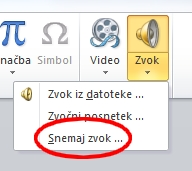 načba Simbol Video Zvok
Zvok iz datoteke ...
Zvočni posnetek ...
Snemaj zvok ...